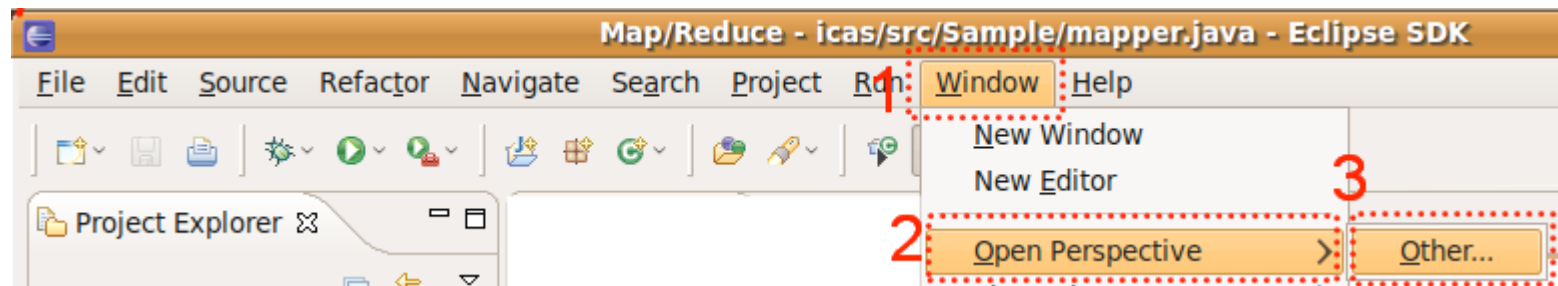 Map/Reduce - icas/src/Sample/mapper.java - Eclipse SDK
File Edit Source Refactor Navigate Search Project Run 1 Window Help
New Window
New Editor
3
Project Explorer
2 Open Perspective Other...